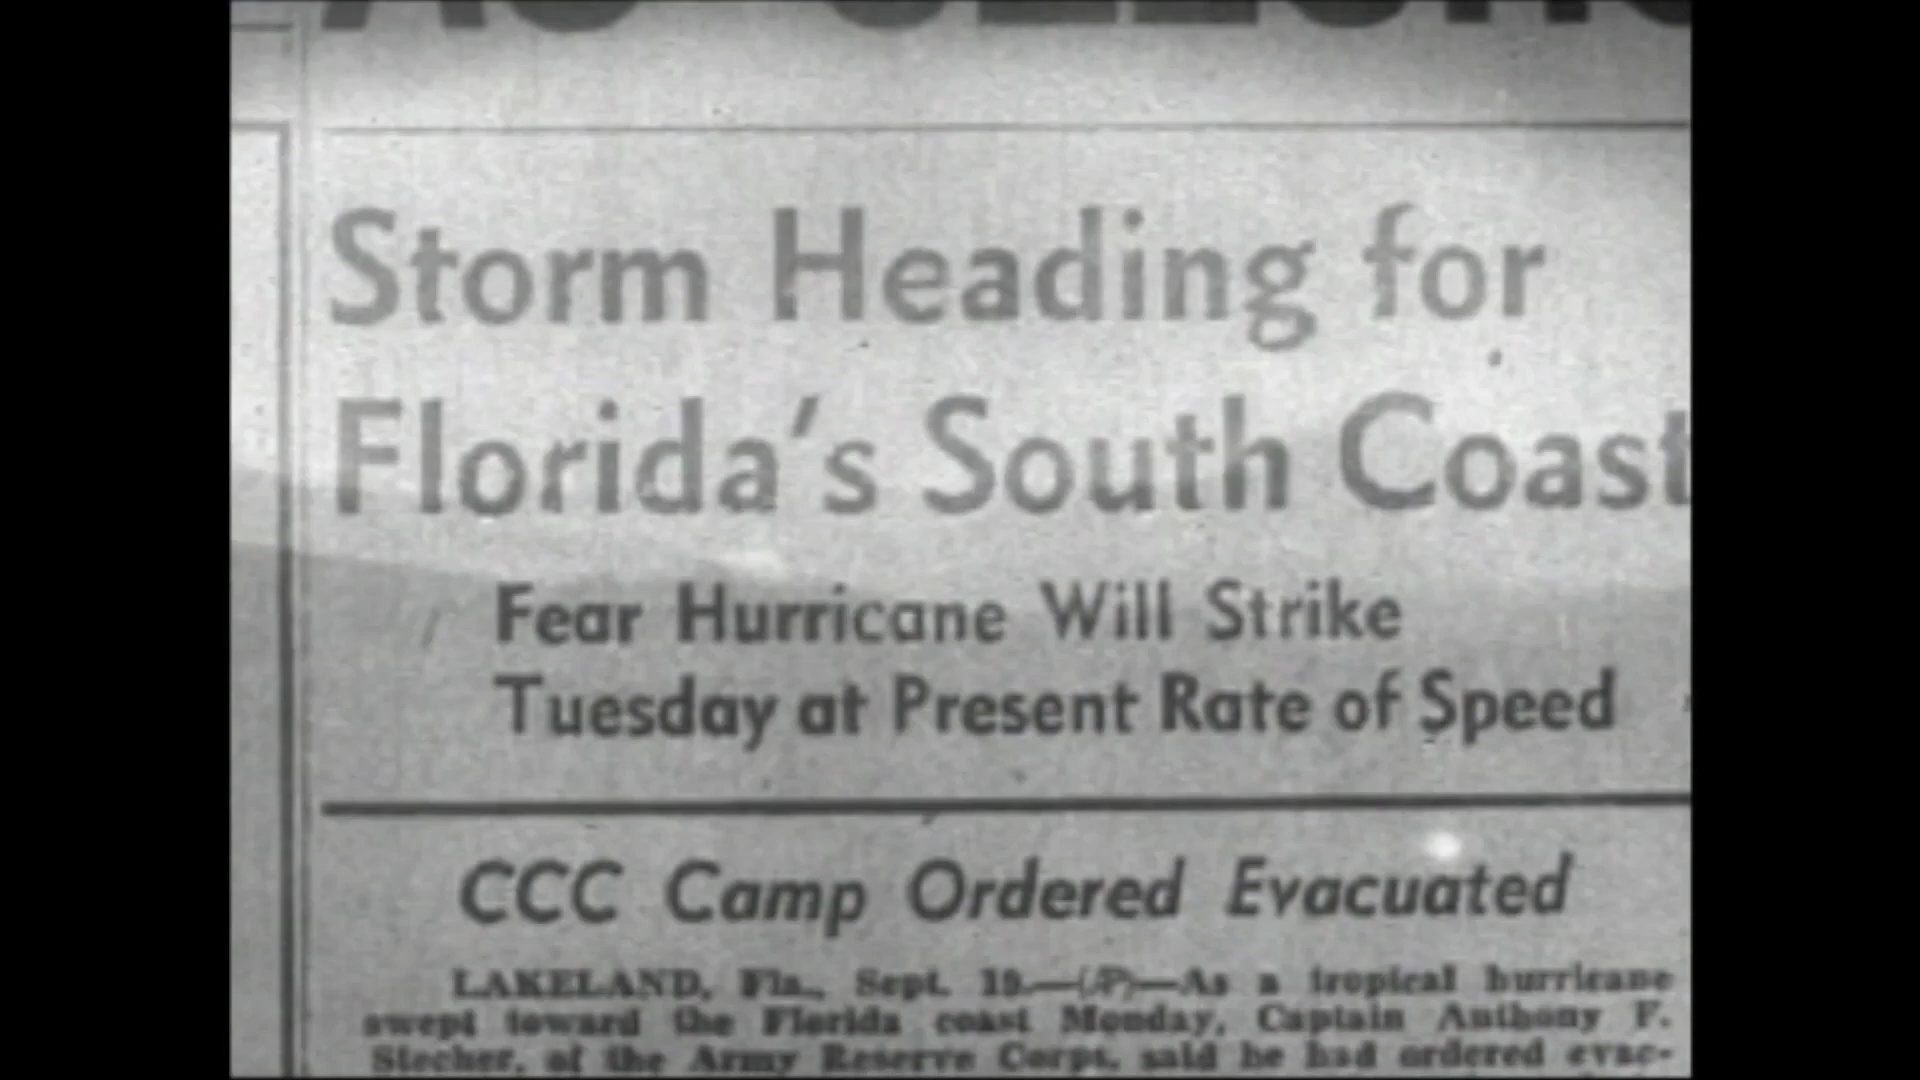 Storm Heading for
Florida's South Coast
Fear Hurricane Will Strike
Tuesday at Present Rate of Speed
CCC Camp Ordered Evacuated
LAKELAND, Fla., Sept. 19.—(AP)—As a tropical hurricane
swept toward the Florida coast Monday, Captain Anthony F.
Stecher, of the Army Reserve Corps, said he had ordered evac-